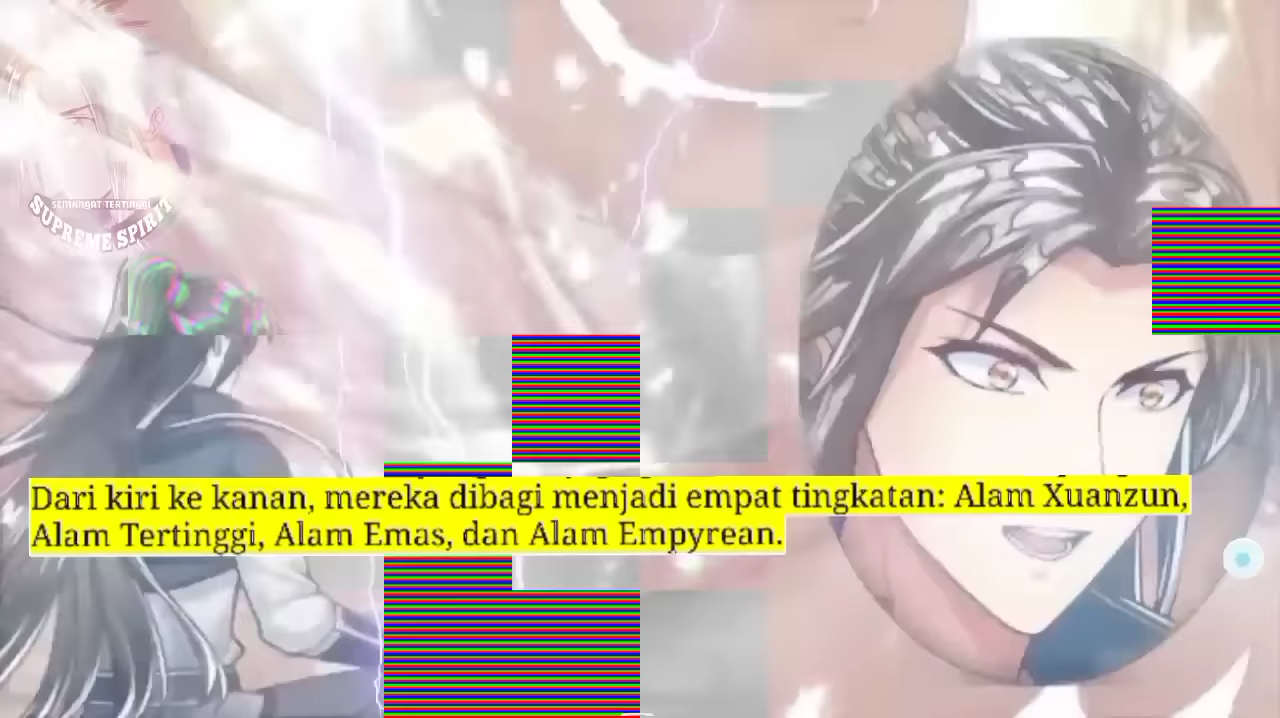 SEMANGAT TERTINGGI
SUPREME SPIRIT
Dari kiri ke kanan, mereka dibagi menjadi empat tingkatan: Alam Xuanzun,
Alam Tertinggi, Alam Emas, dan Alam Empyrean.